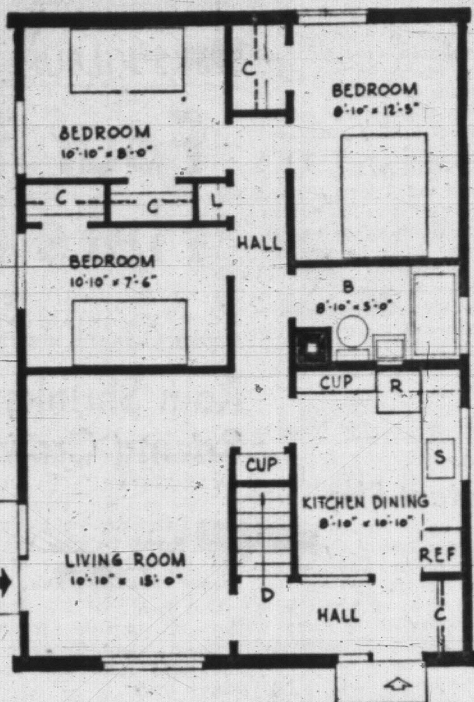 BEDROOM
10'-10" x 8'-0"
C
BEDROOM
8'-10" x 12'-5"
C
C
L
HALL
BEDROOM
10'-10" x 7'-6"
B
8'-10" x 5'-0"
CUP
R
CUP
S
KITCHEN DINING
8'-10" x 10'-10"
REF
LIVING ROOM
10'-10" x 15'-0"
D
HALL
C